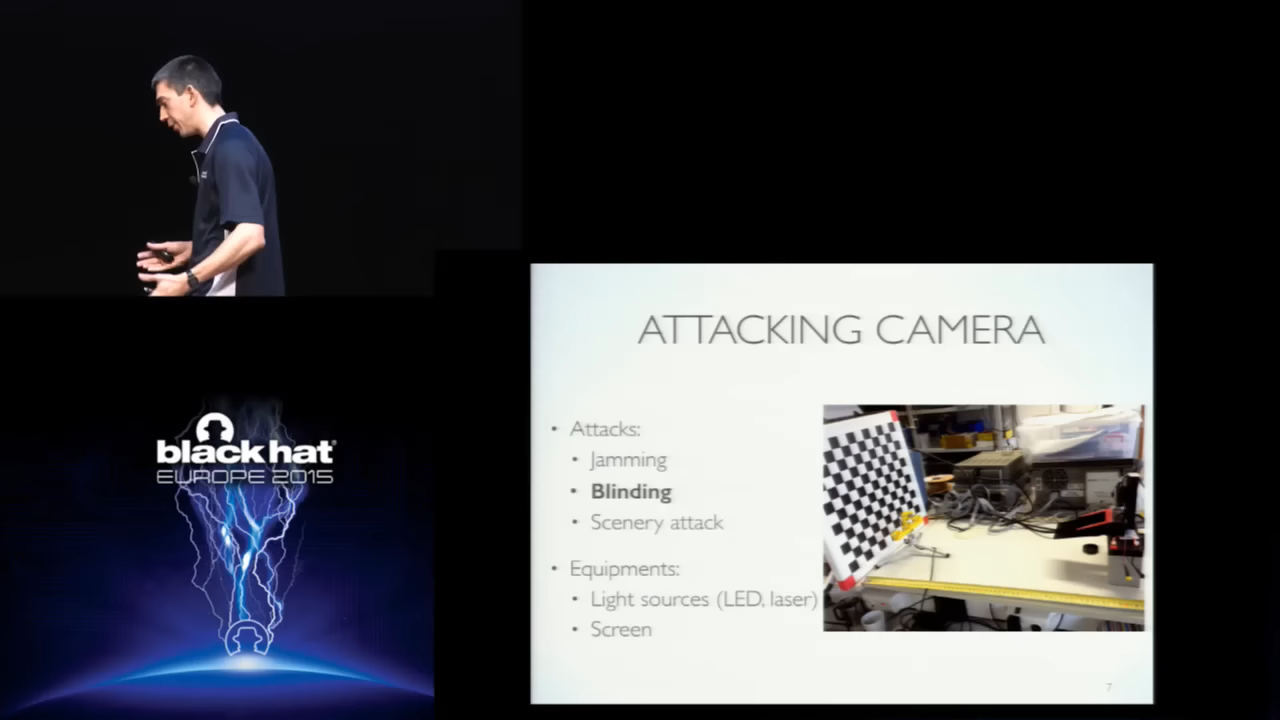 black hat
EUROPE 2015
ATTACKING CAMERA
• Attacks:
• Jamming
• Blinding
• Scenery attack
• Equipments:
• Light sources (LED, laser)
• Screen
7